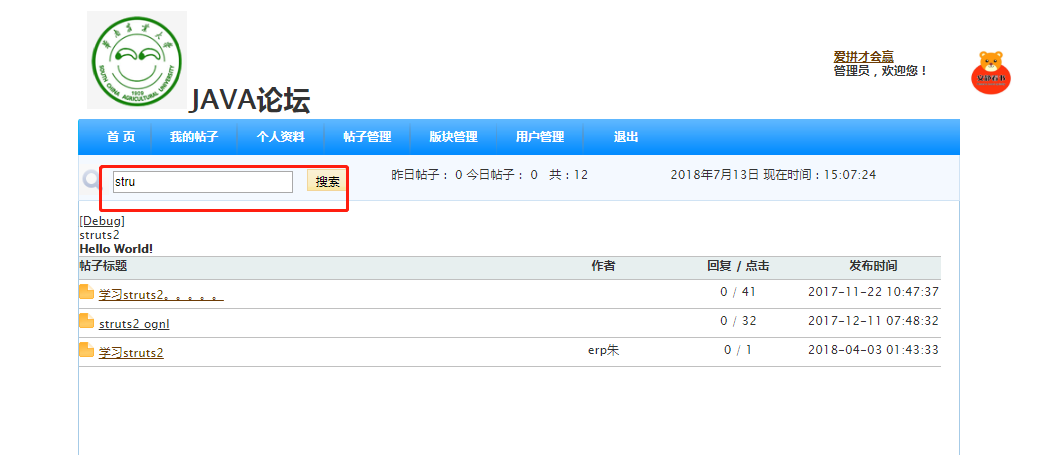 SOUTH CHINA AGRICULTURAL UNIVERSITY
1909
JAVA论坛
爱拼才会赢
管理员，欢迎您！
首 页 我的帖子 个人资料 帖子管理 版块管理 用户管理 退出
stru 搜索 昨日帖子： 0 今日帖子： 0 共：12 2018年7月13日 现在时间：15:07:24
[Debug]
struts2
Hello World!
帖子标题 作者 回复 / 点击 发布时间
学习struts2。。。。。 0 / 41 2017-11-22 10:47:37
struts2 ognl 0 / 32 2017-12-11 07:48:32
学习struts2 erp朱 0 / 1 2018-04-03 01:43:33